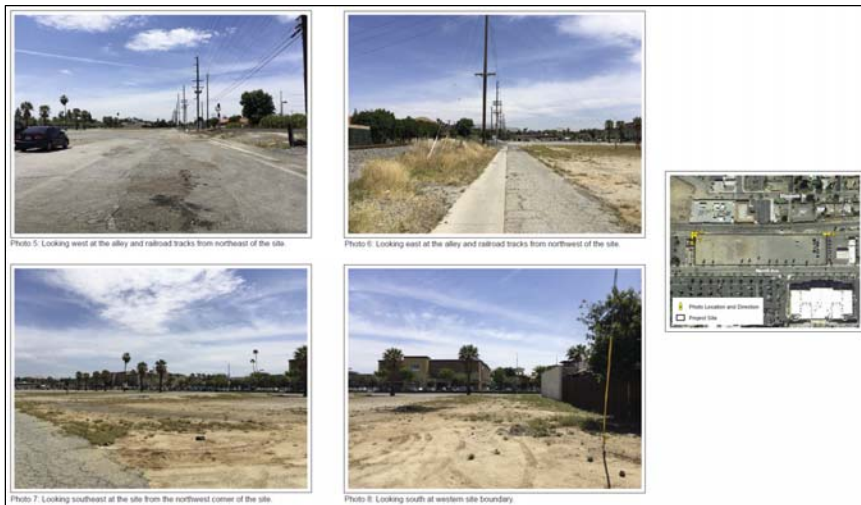 Photo 5: Looking west at the alley and railroad tracks from northeast of the site.
Photo 6: Looking east at the alley and railroad tracks from northwest of the site.
Photo Location and Direction
Project Site
Photo 7: Looking southeast at the site from the northwest corner of the site.
Photo 8: Looking south at western site boundary.